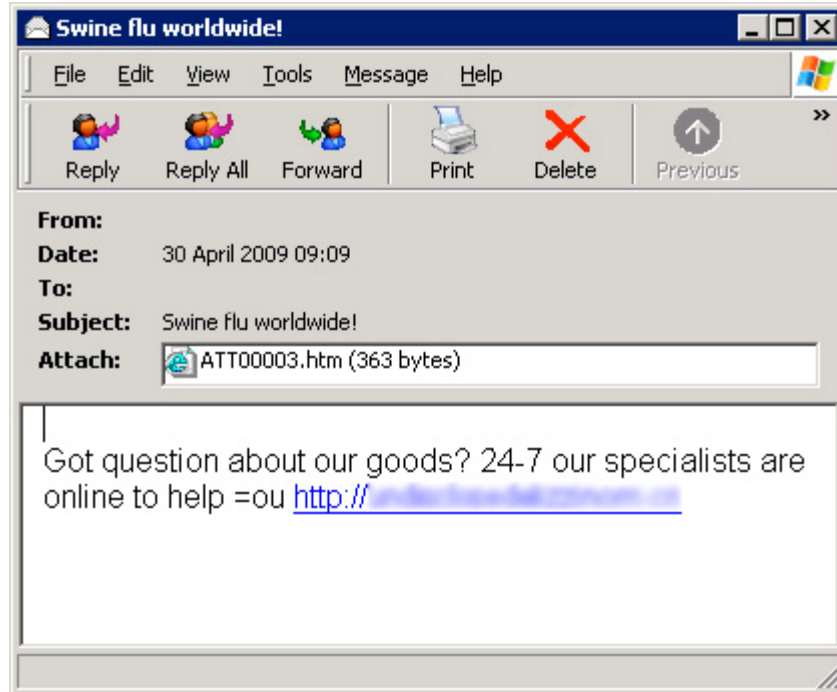 Swine flu worldwide!
File Edit View Tools Message Help
Reply Reply All Forward Print Delete Previous »
From:
Date: 30 April 2009 09:09
To:
Subject: Swine flu worldwide!
Attach: ATT00003.htm (363 bytes)
Got question about our goods? 24-7 our specialists are
online to help =ou http://